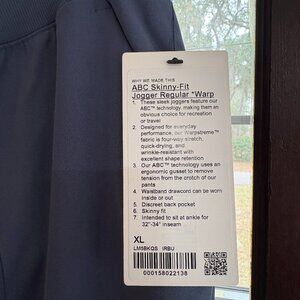 WHY WE MADE THIS
ABC Skinny-Fit
Jogger Regular *Warp
1. These sleek joggers feature our
ABC™ technology, making them an
obvious choice for recreation
or travel
2. Designed for everyday
performance, our Warpstreme™
fabric is four-way stretch,
quick-drying, and
wrinkle-resistant with
excellent shape retention
3. Our ABC™ technology uses an
ergonomic gusset to remove
tension from the crotch of our
pants
4. Waistband drawcord can be worn
inside or out
5. Discreet back pocket
6. Skinny fit
7. Intended to sit at ankle for
32"-34" inseam
XL
LM5BKQS IRBU
000158022138